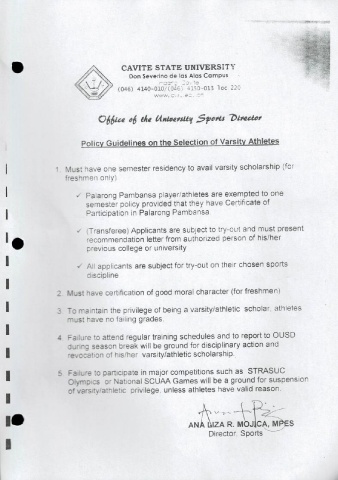 CAVITE STATE UNIVERSITY
Don Severino de las Alas Campus
(046) 4140-010/(046) 4150-013 loc 220
Office of the University Sports Director
Policy Guidelines on the Selection of Varsity Athletes
1. Must have one semester residency to avail varsity scholarship (for
freshmen only)
✓ Palarong Pambansa player/athletes are exempted to one
semester policy provided that they have Certificate of
Participation in Palarong Pambansa
✓ (Transferee) Applicants are subject to try-out and must present
recommendation letter from authorized person of his/her
previous college or university
✓ All applicants are subject for try-out on their chosen sports
discipline
2. Must have certification of good moral character (for freshmen)
3. To maintain the privilege of being a varsity/athletic scholar, athletes
must have no failing grades.
4. Failure to attend regular training schedules and to report to OUSD
during season break will be ground for disciplinary action and
revocation of his/her varsity/athletic scholarship.
5. Failure to participate in major competitions such as STRASUC
Olympics or National SCUAA Games will be a ground for suspension
of varsity/athletic privilege, unless athletes have valid reason.
ANA LIZA R. MOJICA, MPES
Director, Sports